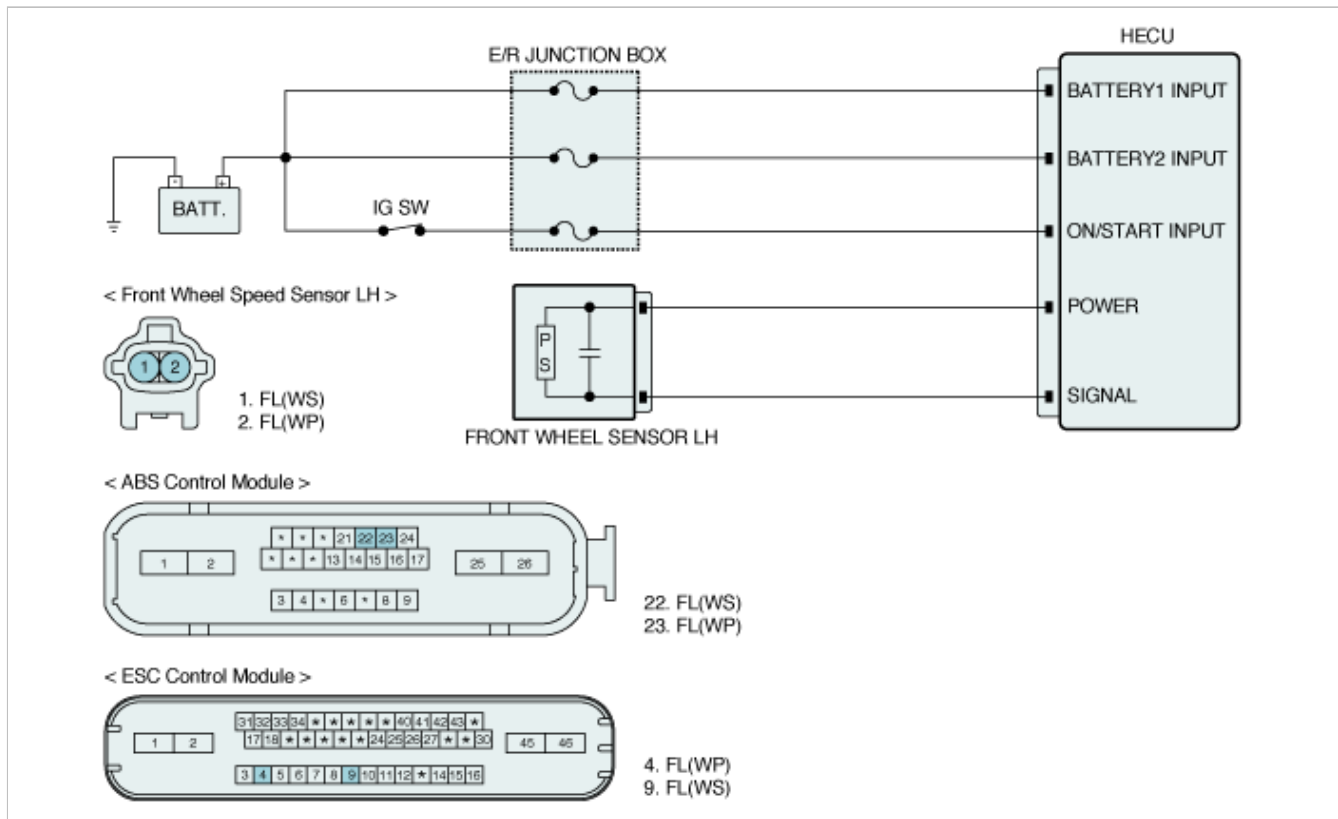 HECU
E/R JUNCTION BOX
BATTERY1 INPUT
BATTERY2 INPUT
- +
BATT.
IG SW
ON/START INPUT
< Front Wheel Speed Sensor LH >
POWER
P
S
1 2
1. FL(WS)
2. FL(WP)
SIGNAL
FRONT WHEEL SENSOR LH
< ABS Control Module >
* * * 21 22 23 24
1 2 * * * 13 14 15 16 17 25 26
3 4 * 6 * 8 9
22. FL(WS)
23. FL(WP)
< ESC Control Module >
31 32 33 34 * * * * * 40 41 42 43 *
1 2 17 18 * * * * * 24 25 26 27 * * 30 45 46
3 4 5 6 7 8 9 10 11 12 * 14 15 16
4. FL(WP)
9. FL(WS)